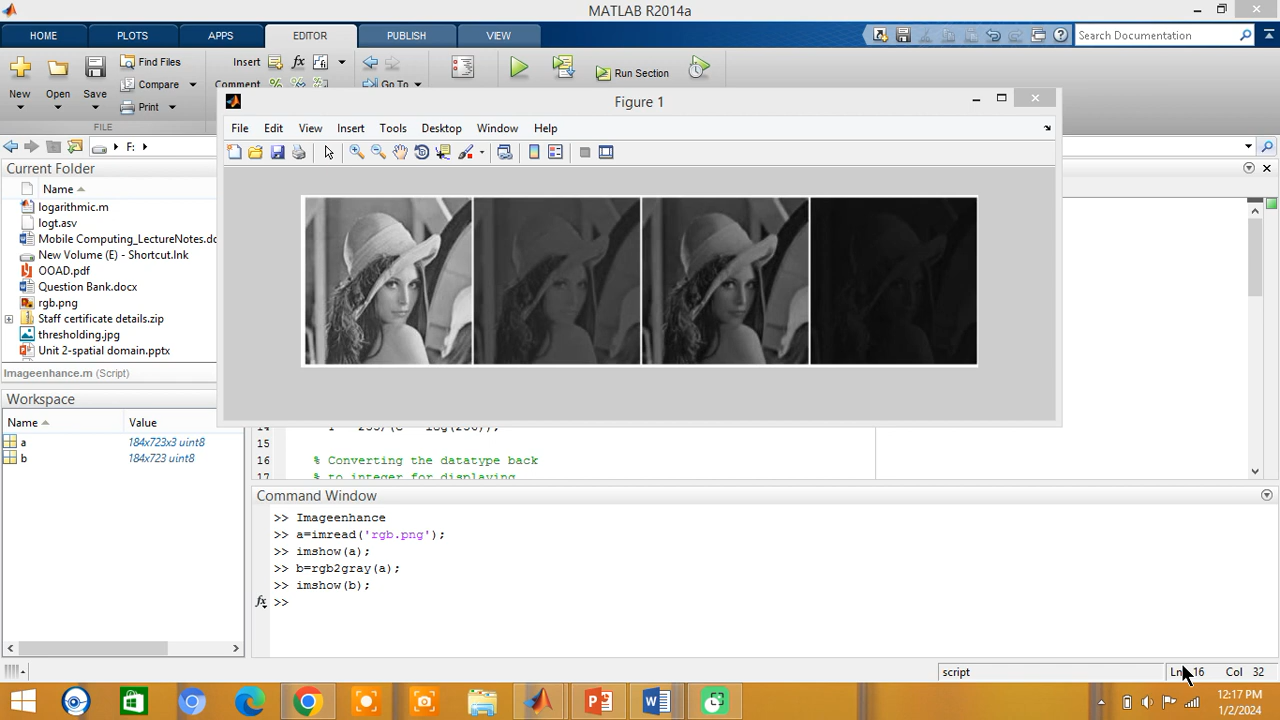 MATLAB R2014a
HOME PLOTS APPS EDITOR PUBLISH VIEW
Search Documentation
Find Files
Insert
Compare
Comment
Go To
Run Section
New Open Save
Print
FILE
F:
Figure 1
File Edit View Insert Tools Desktop Window Help
Current Folder
Name
logarithmic.m
logt.asv
Mobile Computing_LectureNotes.dc
New Volume (E) - Shortcut.lnk
OOAD.pdf
Question Bank.docx
rgb.png
Staff certificate details.zip
thresholding.jpg
Unit 2-spatial domain.pptx
Imageenhance.m (Script)
Workspace
Name Value
a 184x723x3 uint8
b 184x723 uint8
15
16 % Converting the datatype back
17 % to integer for displaying
Command Window
>> Imageenhance
>> a=imread('rgb.png');
>> imshow(a);
>> b=rgb2gray(a);
>> imshow(b);
fx >>
script
Ln 16 Col 32
12:17 PM
1/2/2024